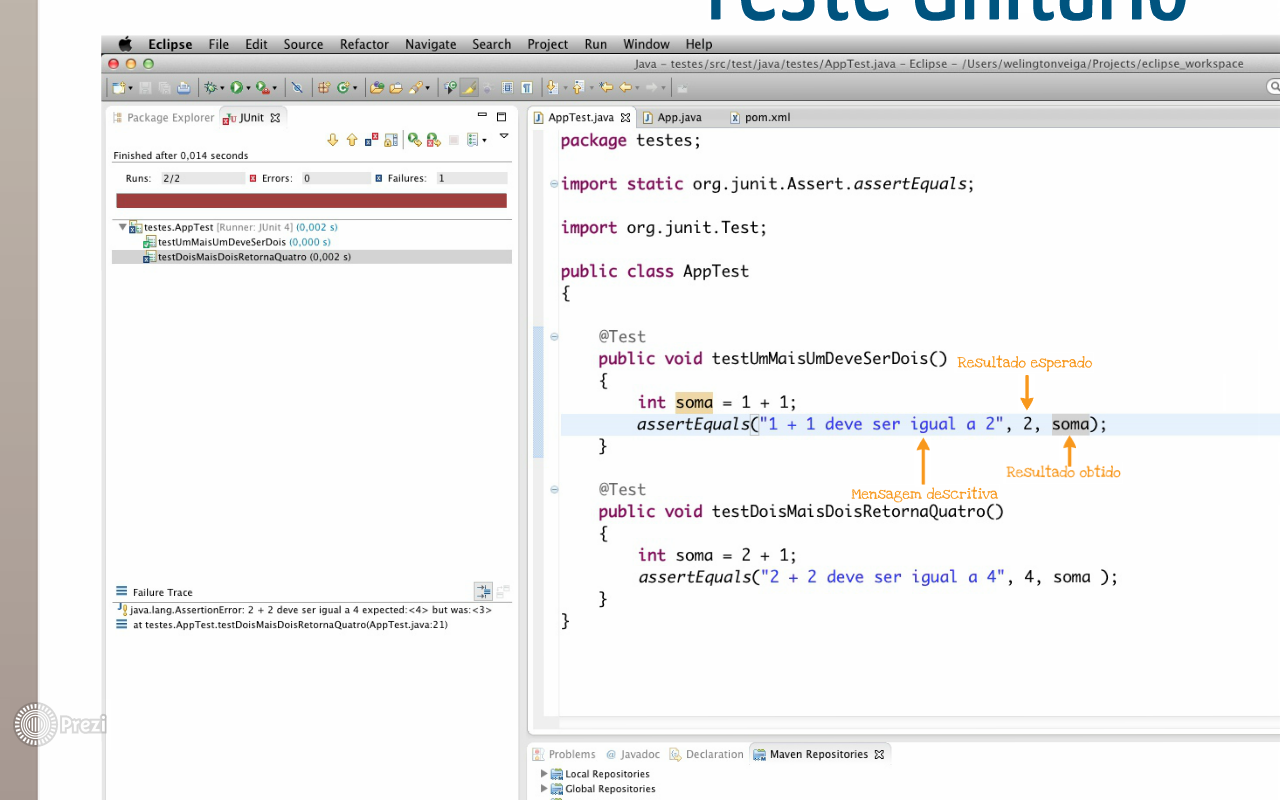 Teste Unitário
Eclipse File Edit Source Refactor Navigate Search Project Run Window Help
Java – testes/src/test/java/testes/AppTest.java – Eclipse – /Users/welingtonveiga/Projects/eclipse_workspace
Package Explorer JUnit
Finished after 0,014 seconds
Runs: 2/2 Errors: 0 Failures: 1
testes.AppTest [Runner: JUnit 4] (0,002 s)
testUmMaisUmDeveSerDois (0,000 s)
testDoisMaisDoisRetornaQuatro (0,002 s)
Failure Trace
java.lang.AssertionError: 2 + 2 deve ser igual a 4 expected:<4> but was:<3>
at testes.AppTest.testDoisMaisDoisRetornaQuatro(AppTest.java:21)
AppTest.java App.java pom.xml
package testes;
import static org.junit.Assert.assertEquals;
import org.junit.Test;
public class AppTest
{
@Test
public void testUmMaisUmDeveSerDois()
Resultado esperado
{
int soma = 1 + 1;
assertEquals("1 + 1 deve ser igual a 2", 2, soma);
}
Resultado obtido
@Test
Mensagem descritiva
public void testDoisMaisDoisRetornaQuatro()
{
int soma = 2 + 1;
assertEquals("2 + 2 deve ser igual a 4", 4, soma );
}
}
Problems @ Javadoc Declaration Maven Repositories
Local Repositories
Global Repositories
Prezi